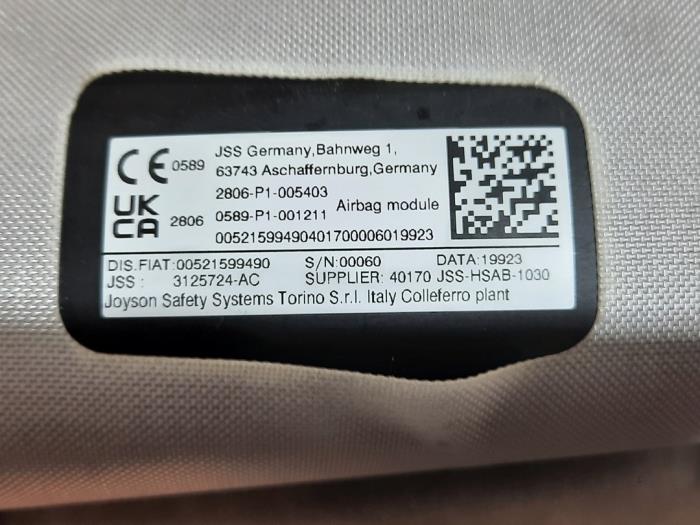 CE 0589
JSS Germany,Bahnweg 1,
63743 Aschaffernburg,Germany
2806-P1-005403
UK
CA 2806
0589-P1-001211 Airbag module
00521599490401700006019923
DIS.FIAT:00521599490 S/N:00060 DATA:19923
JSS : 3125724-AC SUPPLIER: 40170 JSS-HSAB-1030
Joyson Safety Systems Torino S.r.l. Italy Colleferro plant